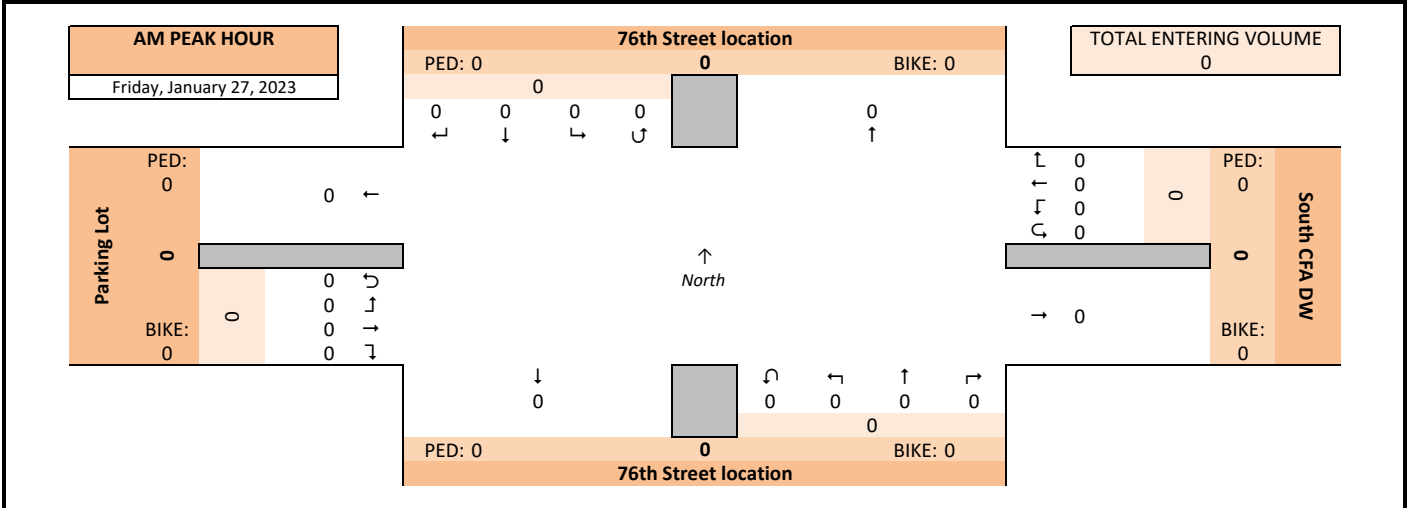 AM PEAK HOUR
Friday, January 27, 2023
76th Street location
PED: 0 0 BIKE: 0
0
0 0 0 0
↵ ↓ ↳ ↺
0
↑
TOTAL ENTERING VOLUME
0
Parking Lot
PED:
0
0
BIKE:
0
0 ←
0
0 ⮌
0 ↑
0 →
0 ↴
↑
North
↑ 0
← 0
↓ 0
⮎ 0
0
→ 0
PED:
0
0
BIKE:
0
South CFA DW
↓
0
↶ ↰ ↑ ↱
0 0 0 0
0
PED: 0 0 BIKE: 0
76th Street location